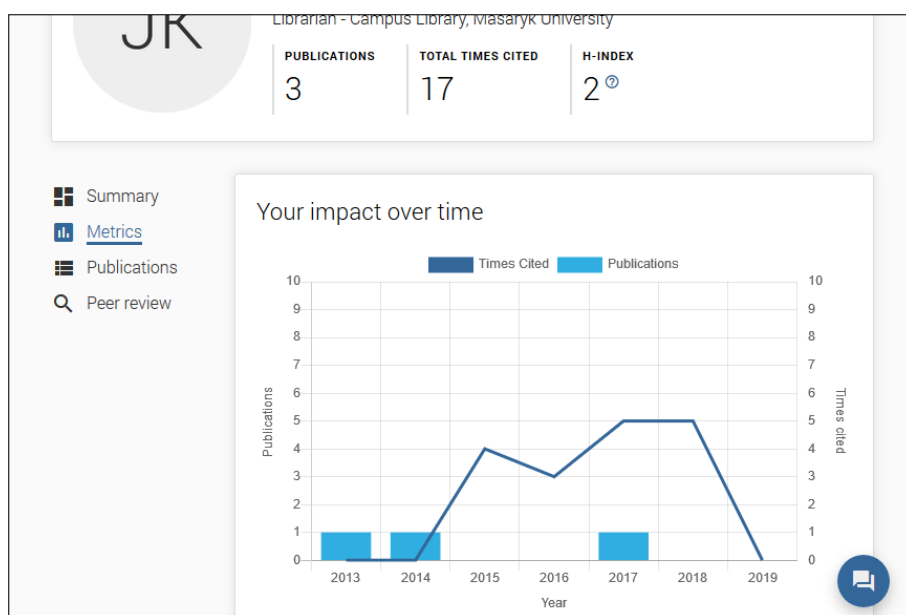 JK
Librarian - Campus Library, Masaryk University
PUBLICATIONS TOTAL TIMES CITED H-INDEX
3 17 2
Summary
Metrics
Publications
Peer review
Your impact over time
Times Cited Publications
10 10
9 9
8 8
7 7
6 6
5 5
4 4
3 3
2 2
1 1
0 0
Publications
Times cited
2013 2014 2015 2016 2017 2018 2019
Year